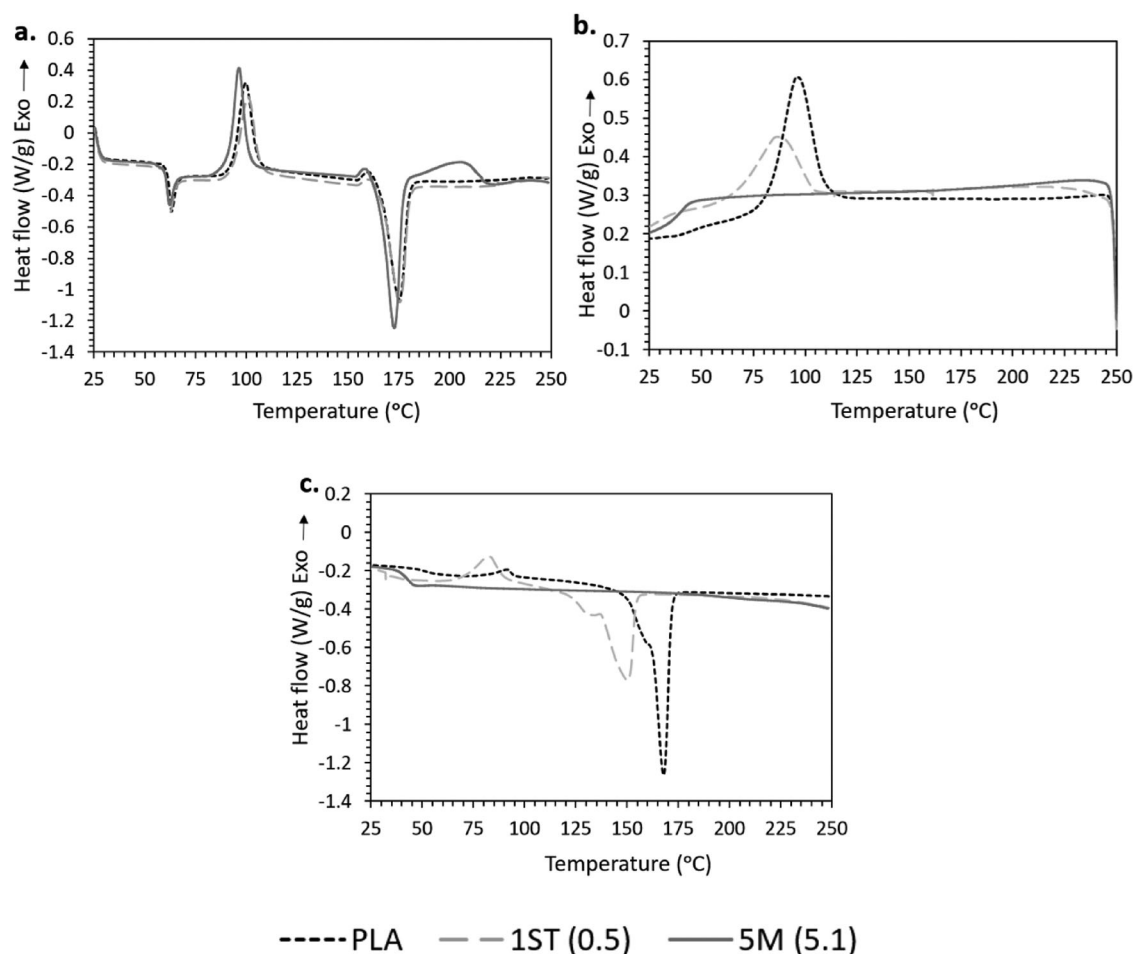 a.
Heat flow (W/g) Exo →
0.6
0.4
0.2
0
-0.2
-0.4
-0.6
-0.8
-1
-1.2
-1.4
25 50 75 100 125 150 175 200 225 250
Temperature (°C)
b.
Heat flow (W/g) Exo →
0.7
0.6
0.5
0.4
0.3
0.2
0.1
0
-0.1
25 50 75 100 125 150 175 200 225 250
Temperature (°C)
c.
Heat flow (W/g) Exo →
0.2
0
-0.2
-0.4
-0.6
-0.8
-1
-1.2
-1.4
25 50 75 100 125 150 175 200 225 250
Temperature (°C)
PLA 1ST (0.5) 5M (5.1)